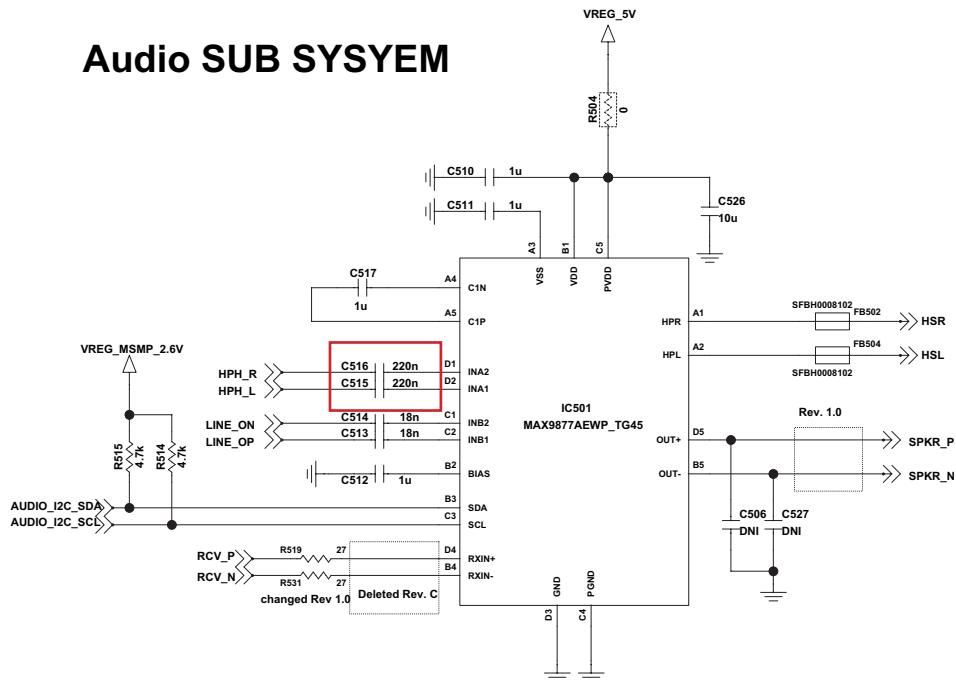 VREG_5V
Audio SUB SYSYEM
R504
0
C510 1u
C511 1u
C526
10u
A3 B1 C5
VSS VDD PVDD
C517
1u
A4 C1N
A5 C1P
SFBH0008102
FB502
HPR A1 HSR
VREG_MSMP_2.6V
HPL A2 HSL
FB504
SFBH0008102
HPH_R C516 220n D1 INA2
HPH_L C515 220n D2 INA1
IC501
MAX9877AEWP_TG45
Rev. 1.0
LINE_ON C514 18n C1 INB2
LINE_OP C513 18n C2 INB1
OUT+ D5 SPKR_P
R515 4.7k
R514 4.7k
C512 1u B2 BIAS
OUT- B5 SPKR_N
AUDIO_I2C_SDA B3 SDA
AUDIO_I2C_SCL C3 SCL
C506
DNI
C527
DNI
RCV_P R519 27 D4 RXIN+
RCV_N R531 27 B4 RXIN-
changed Rev 1.0
Deleted Rev. C
GND PGND
D3 C4